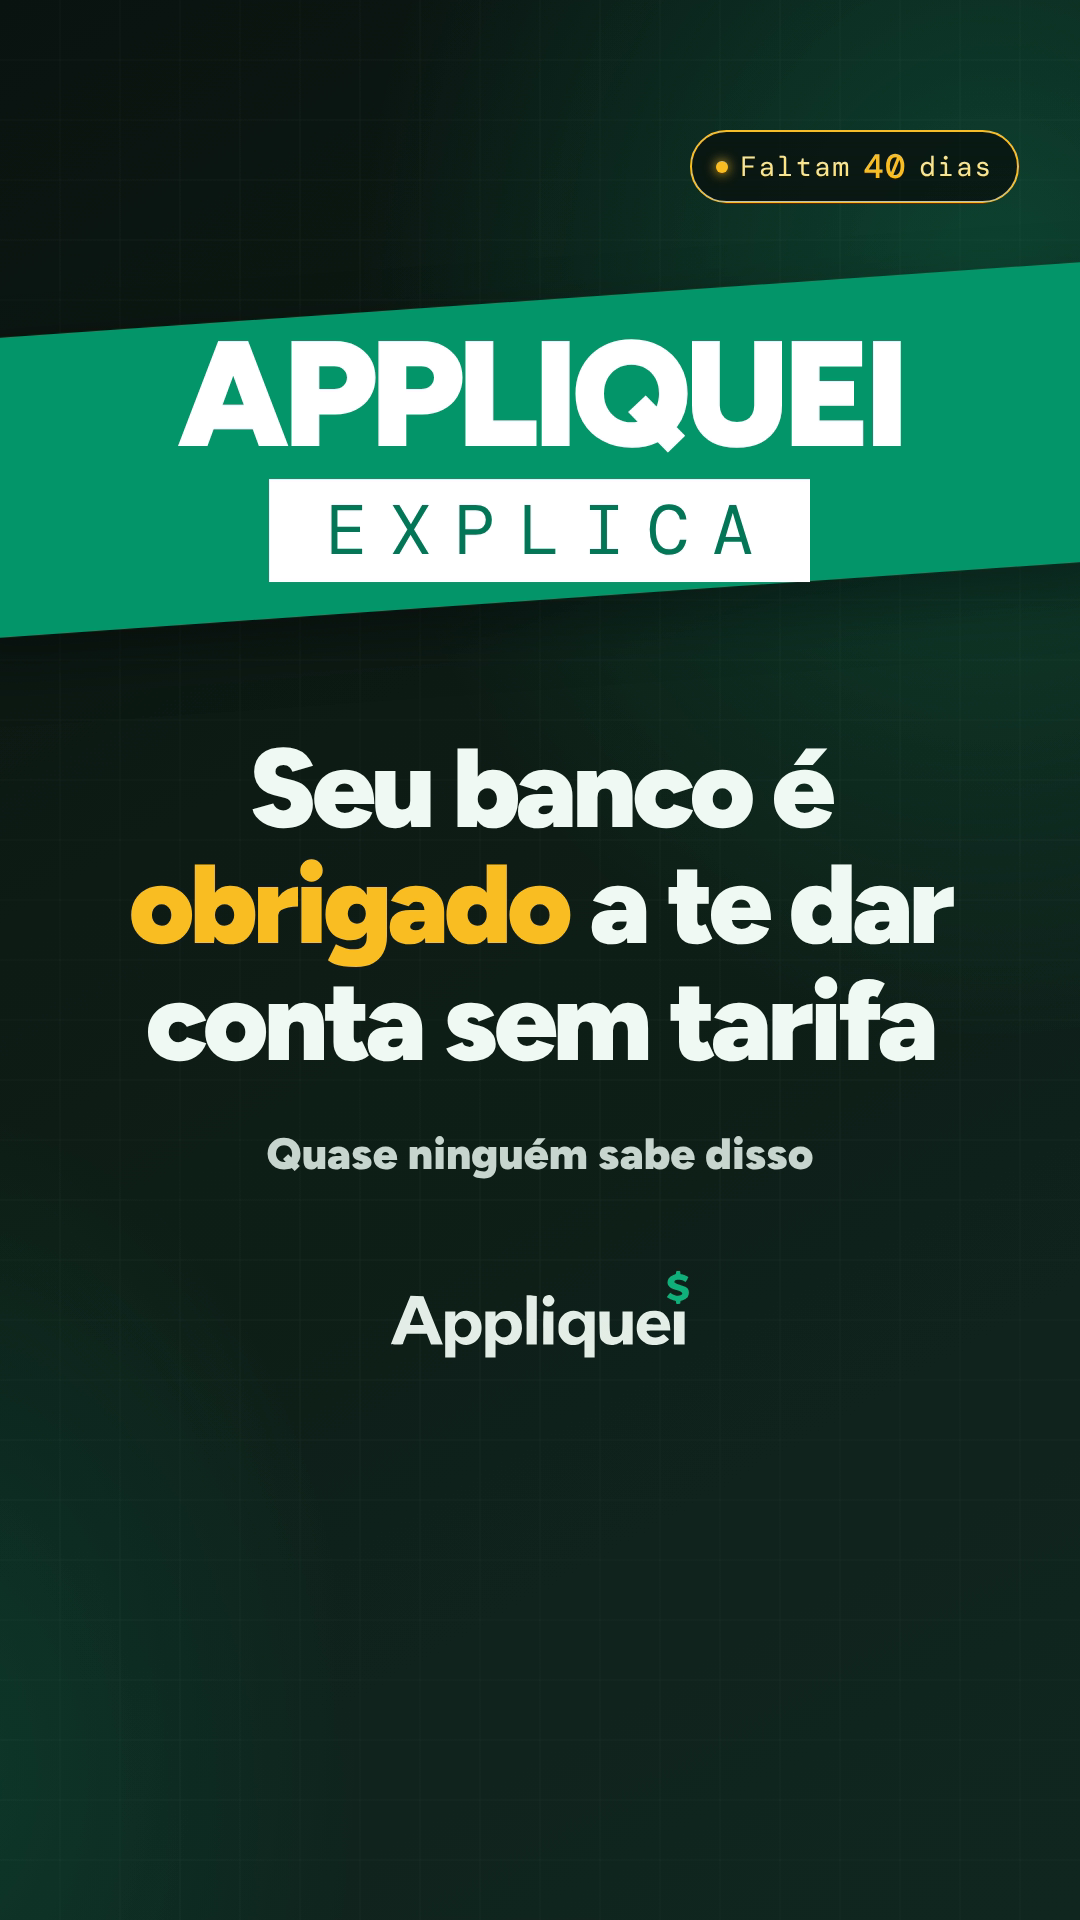 Faltam 40 dias
APPLIQUEI
EXPLICA
Seu banco é
obrigado a te dar
conta sem tarifa
Quase ninguém sabe disso
Appliquei$